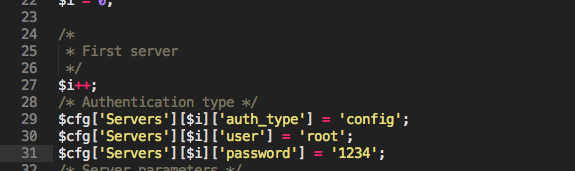 22 $i = 0;
23
24 /*
25 * First server
26 */
27 $i++;
28 /* Authentication type */
29 $cfg['Servers'][$i]['auth_type'] = 'config';
30 $cfg['Servers'][$i]['user'] = 'root';
31 $cfg['Servers'][$i]['password'] = '1234';
32 /* Server parameters */